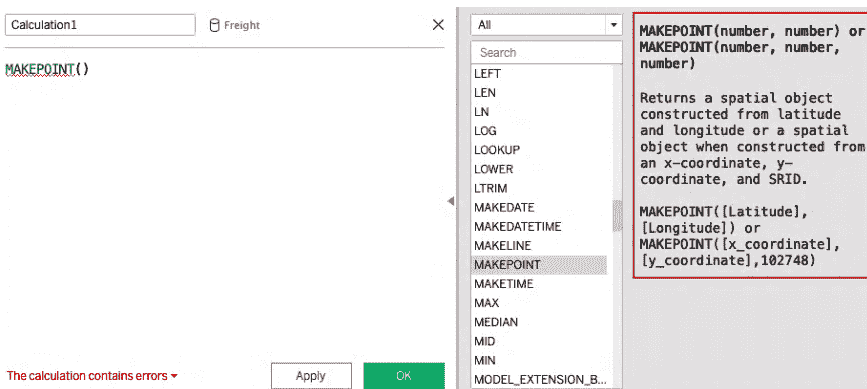 Calculation1
Freight
MAKEPOINT()
The calculation contains errors
Apply
OK
All
Search
LEFT
LEN
LN
LOG
LOOKUP
LOWER
LTRIM
MAKEDATE
MAKEDATETIME
MAKELINE
MAKEPOINT
MAKETIME
MAX
MEDIAN
MID
MIN
MODEL_EXTENSION_B...
MAKEPOINT(number, number) or
MAKEPOINT(number, number,
number)
Returns a spatial object
constructed from latitude
and longitude or a spatial
object when constructed from
an x-coordinate, y-
coordinate, and SRID.
MAKEPOINT([Latitude],
[Longitude]) or
MAKEPOINT([x_coordinate],
[y_coordinate],102748)